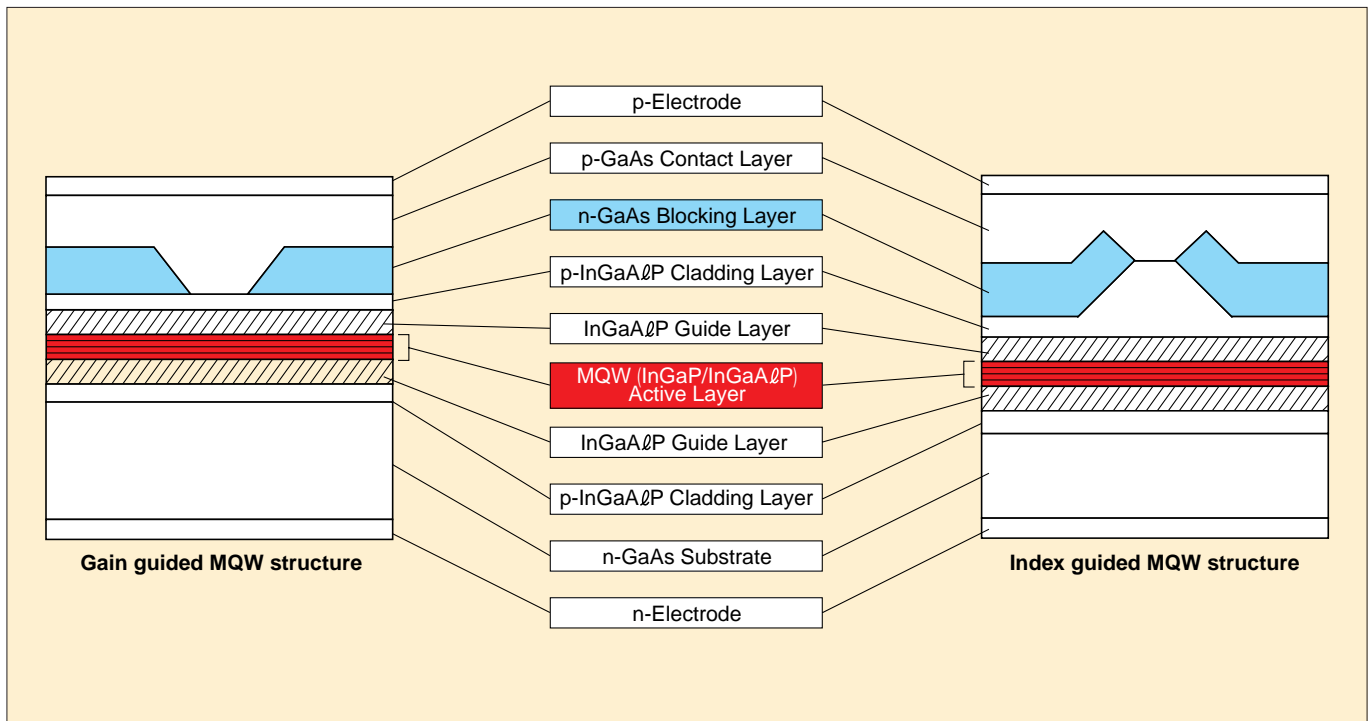 p-Electrode
p-GaAs Contact Layer
n-GaAs Blocking Layer
p-InGaAℓP Cladding Layer
InGaAℓP Guide Layer
MQW (InGaP/InGaAℓP)
Active Layer
InGaAℓP Guide Layer
p-InGaAℓP Cladding Layer
n-GaAs Substrate
n-Electrode
Gain guided MQW structure
Index guided MQW structure